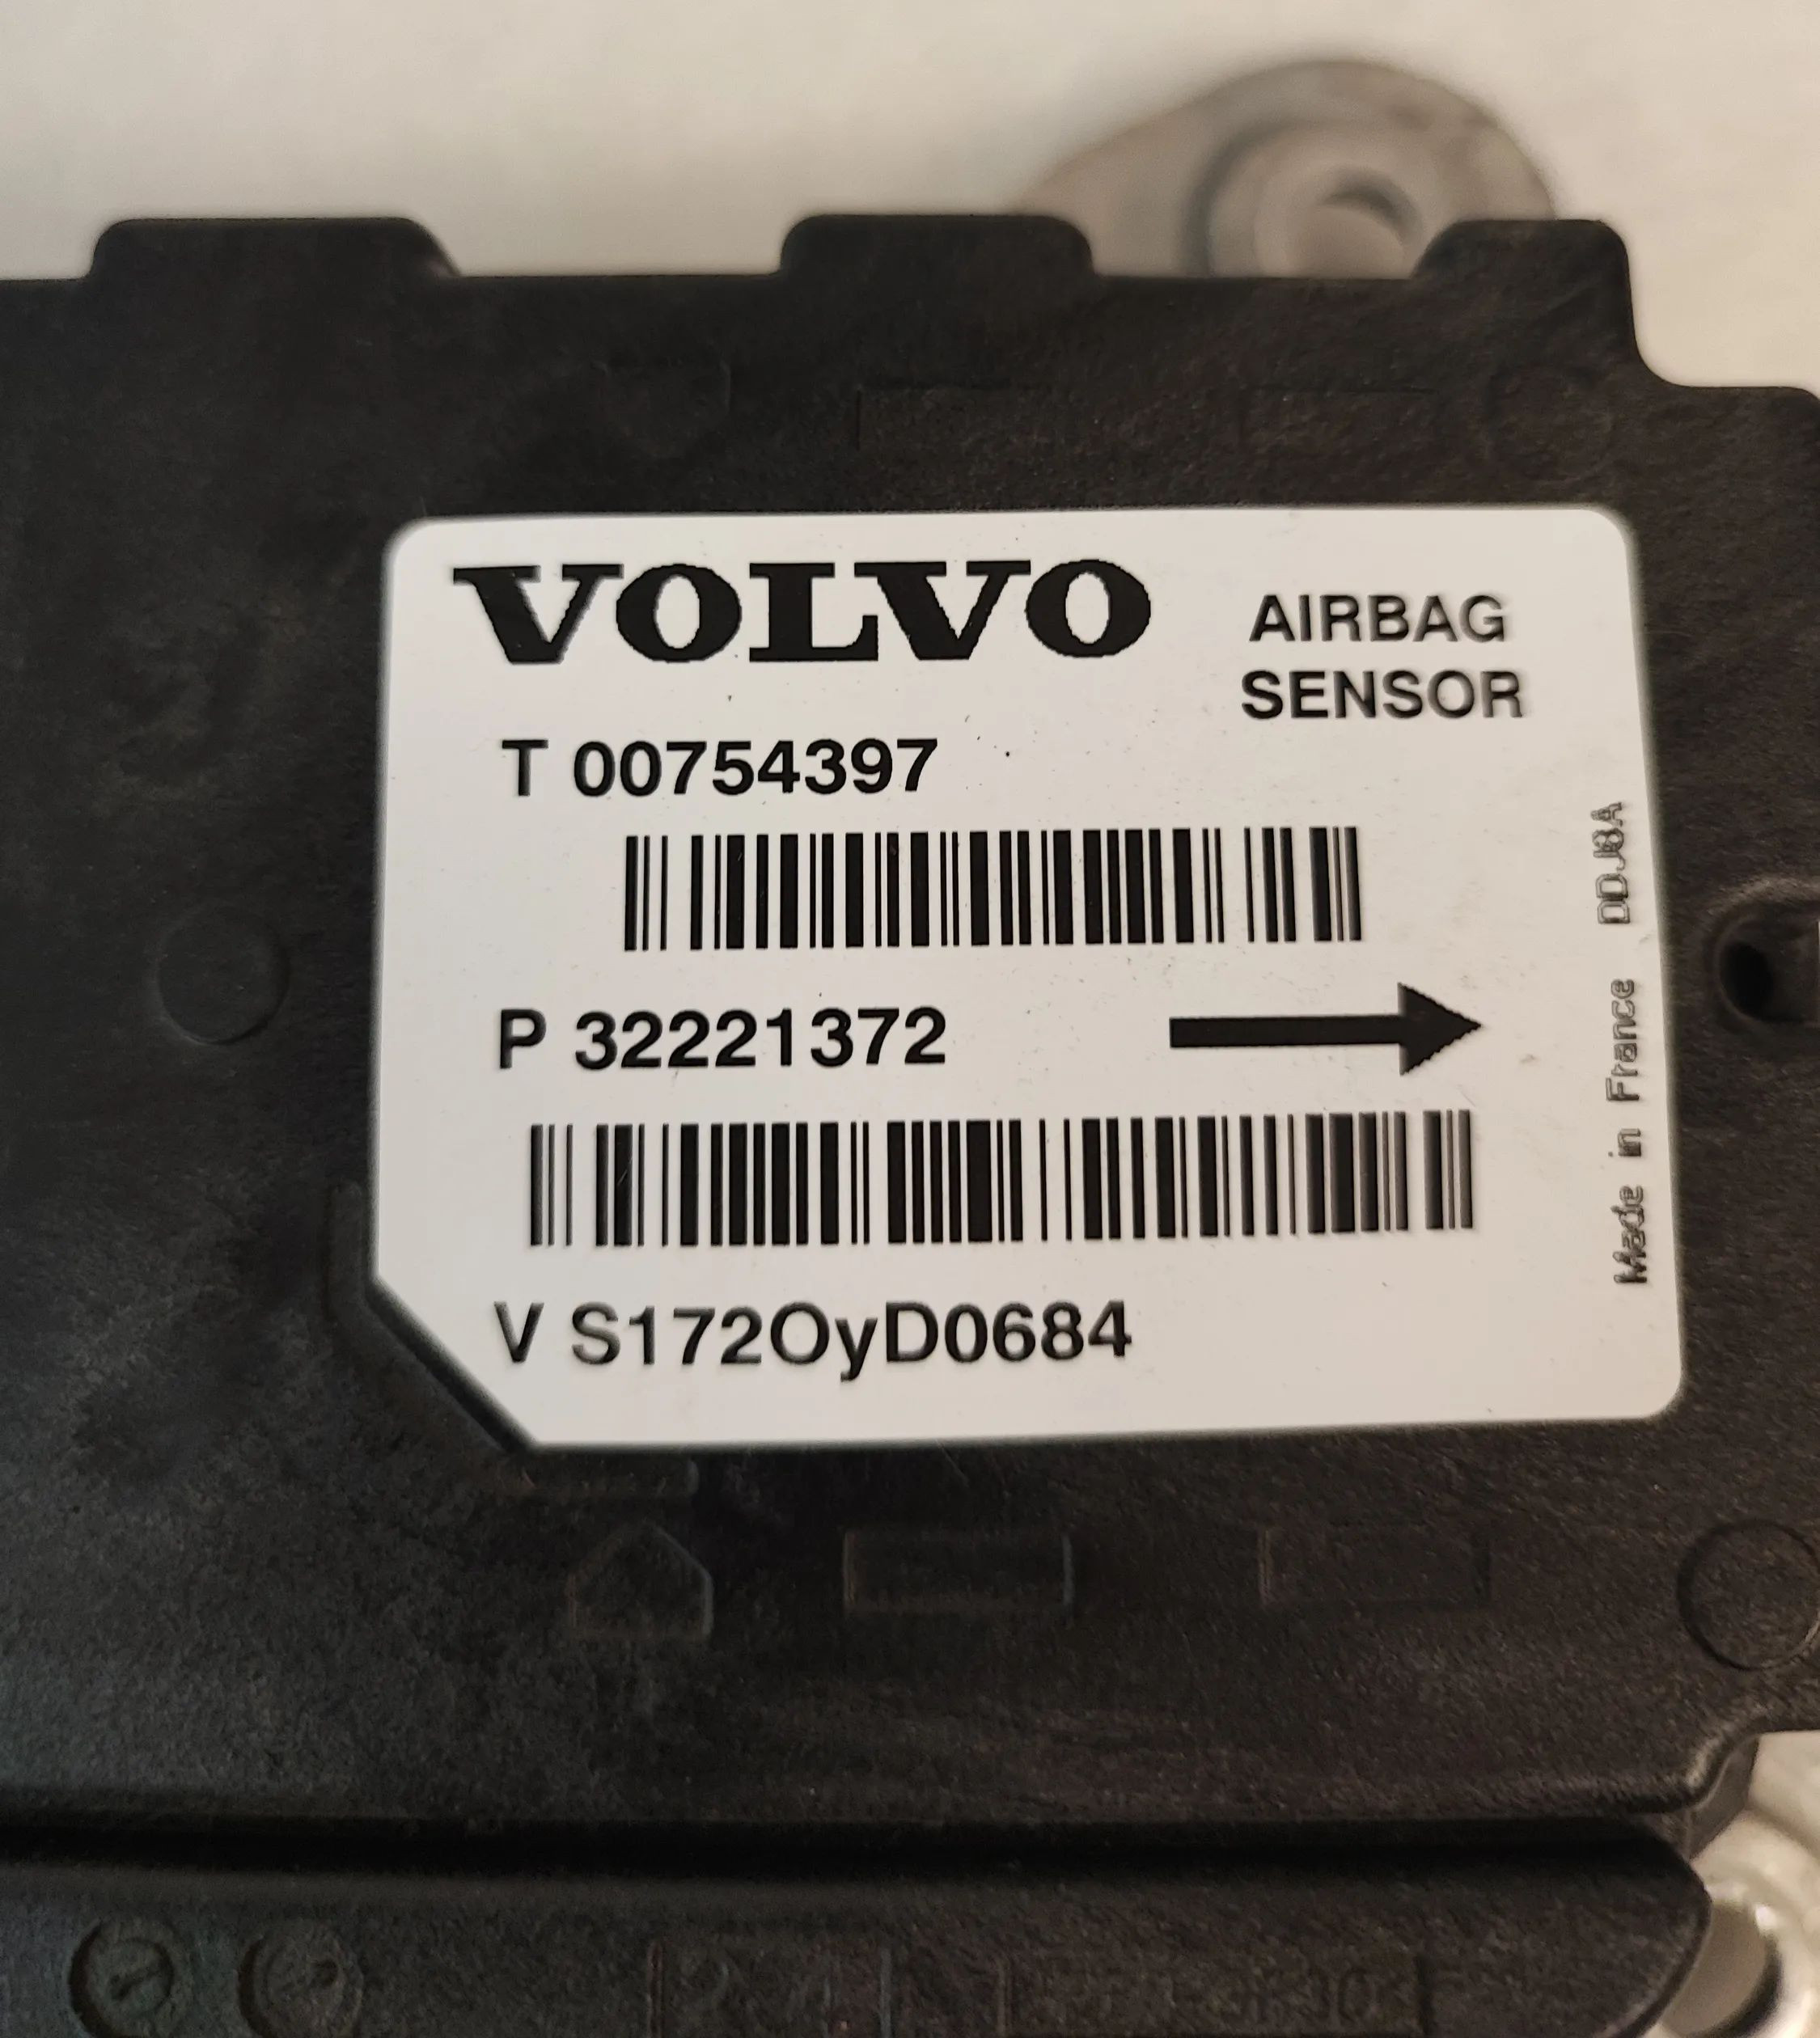 VOLVO
AIRBAG
SENSOR
T 00754397
P 32221372
V S172OyD0684
Made in France DDJ8A